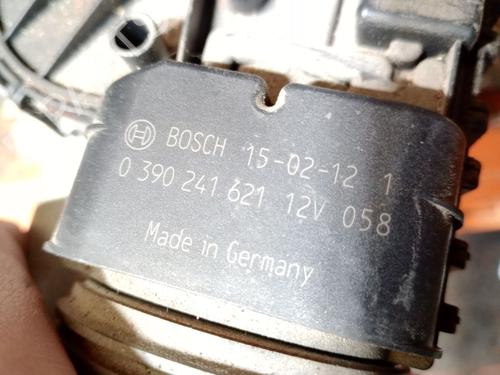 BOSCH 15-02-12 1
0 390 241 621 12V 058
Made in Germany